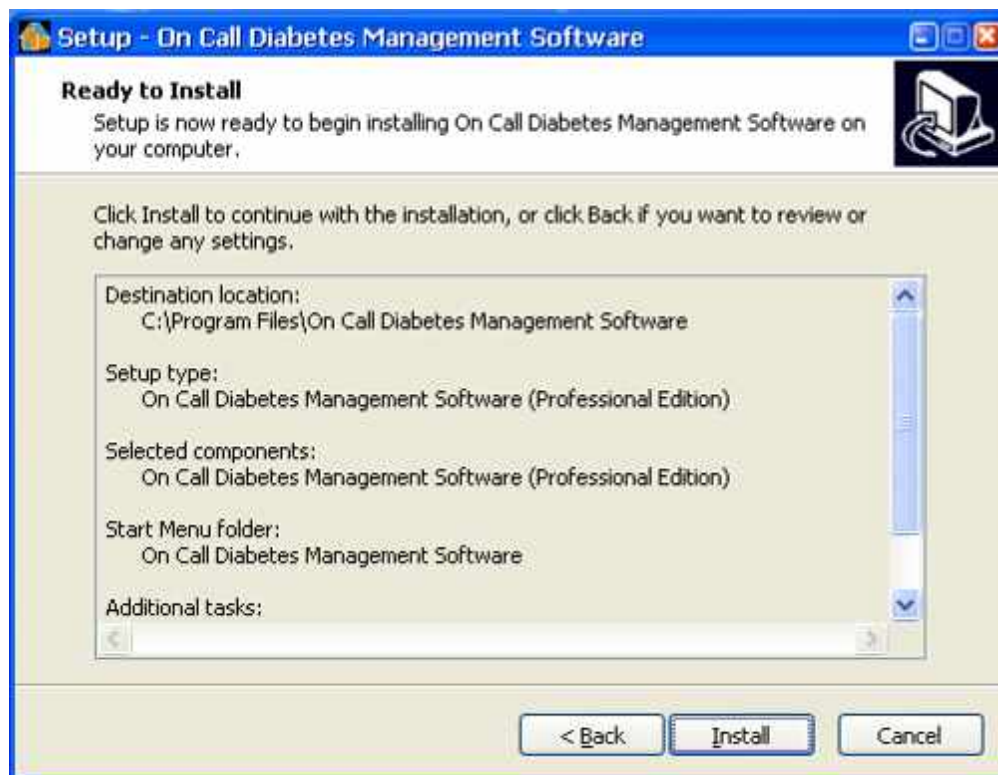 Setup - On Call Diabetes Management Software
Ready to Install
Setup is now ready to begin installing On Call Diabetes Management Software on
your computer.
Click Install to continue with the installation, or click Back if you want to review or
change any settings.
Destination location:
C:\Program Files\On Call Diabetes Management Software
Setup type:
On Call Diabetes Management Software (Professional Edition)
Selected components:
On Call Diabetes Management Software (Professional Edition)
Start Menu folder:
On Call Diabetes Management Software
Additional tasks:
< Back
Install
Cancel